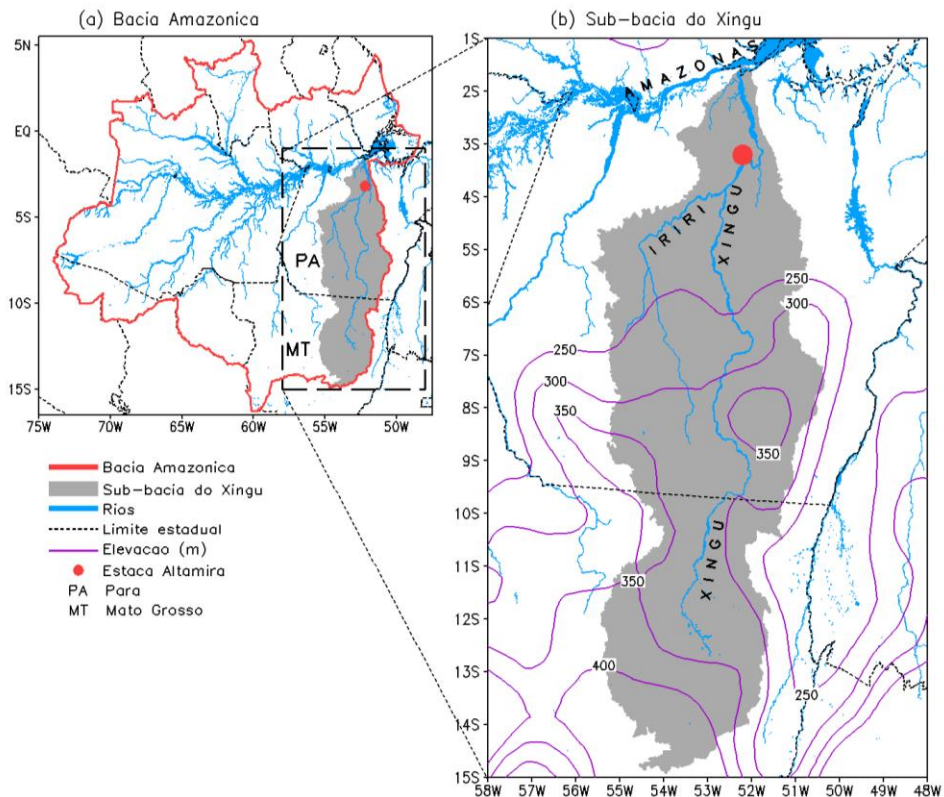 (a) Bacia Amazonica
5N
EQ
5S
10S
15S
75W 70W 65W 60W 55W 50W
PA
MT
Bacia Amazonica
Sub-bacia do Xingu
Rios
Limite estadual
Elevacao (m)
Estaca Altamira
PA Para
MT Mato Grosso
(b) Sub-bacia do Xingu
1S
2S
3S
4S
5S
6S
7S
8S
9S
10S
11S
12S
13S
14S
15S
58W 57W 56W 55W 54W 53W 52W 51W 50W 49W 48W
AMAZONAS
IRIRI
XINGU
250
300
250
300
350
350
XINGU
350
400
250